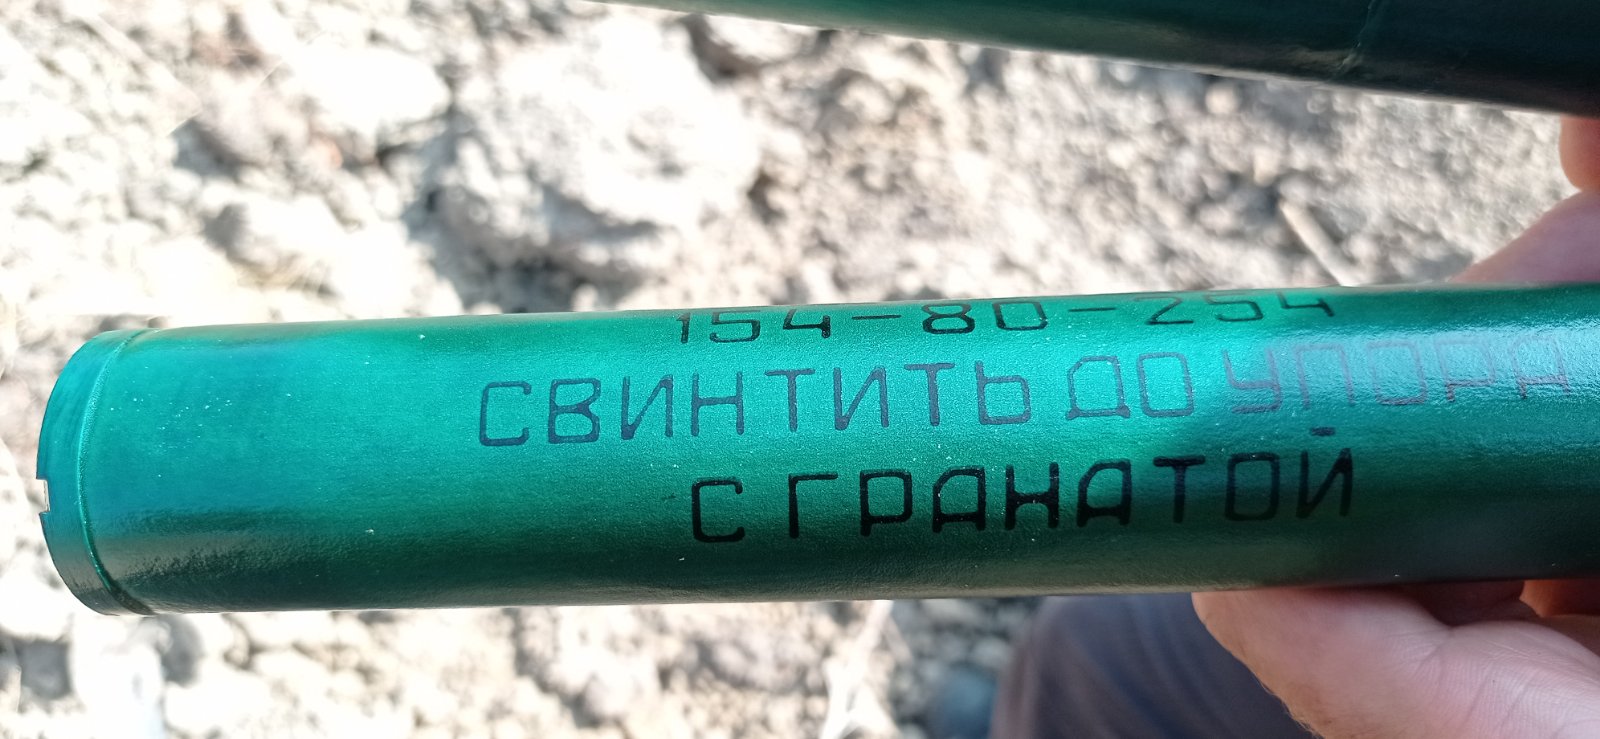 154-80-254
СВИНТИТЬ ДО УПОРА
С ГРАНАТОЙ